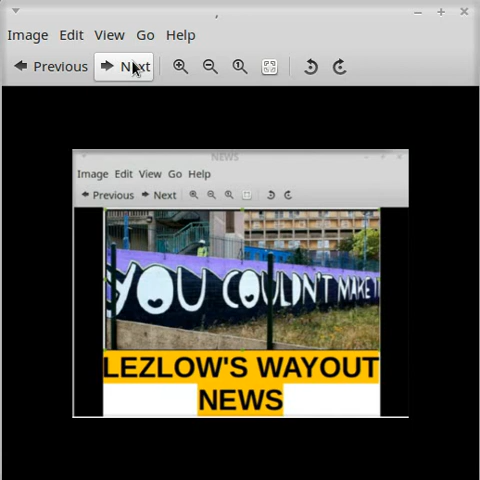 ,
Image Edit View Go Help
Previous Next
NEWS
Image Edit View Go Help
Previous Next
YOU COULDN'T MAKE
LEZLOW'S WAYOUT
NEWS